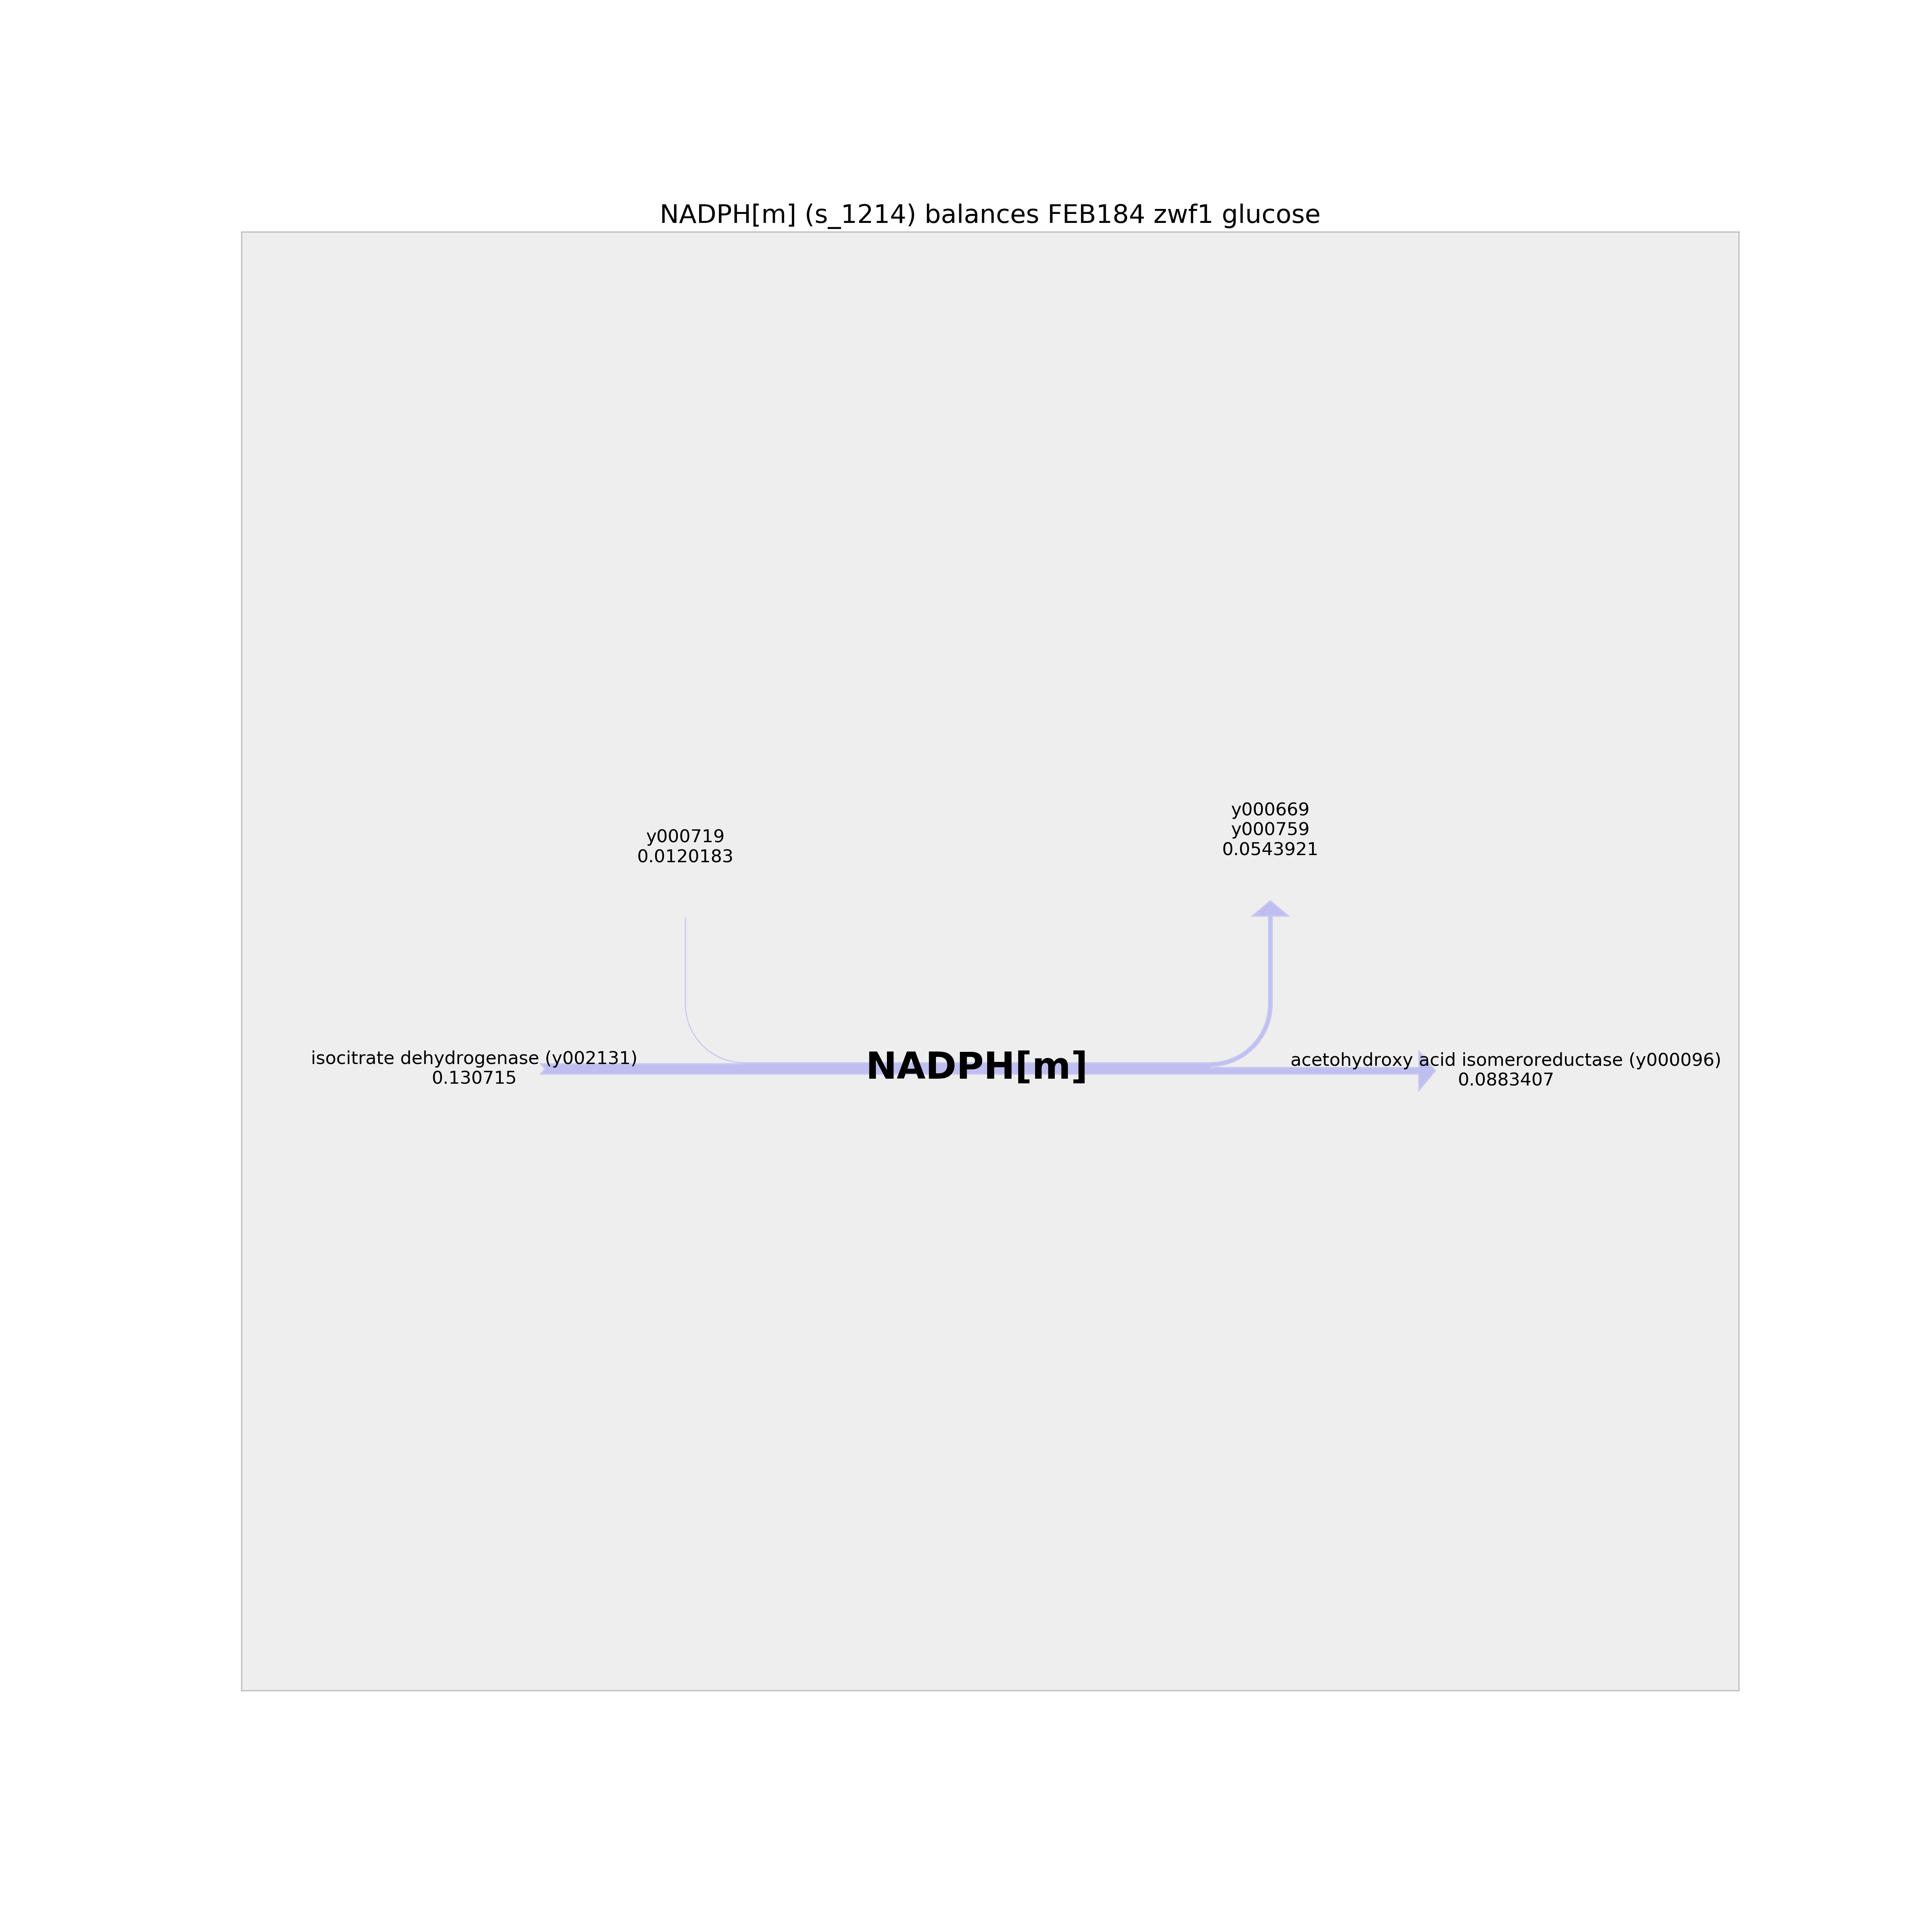 NADPH[m] (s_1214) balances FEB184 zwf1 glucose
y000719
0.0120183
y000669
y000759
0.0543921
isocitrate dehydrogenase (y002131)
0.130715
NADPH[m]
acetohydroxy acid isomeroreductase (y000096)
0.0883407